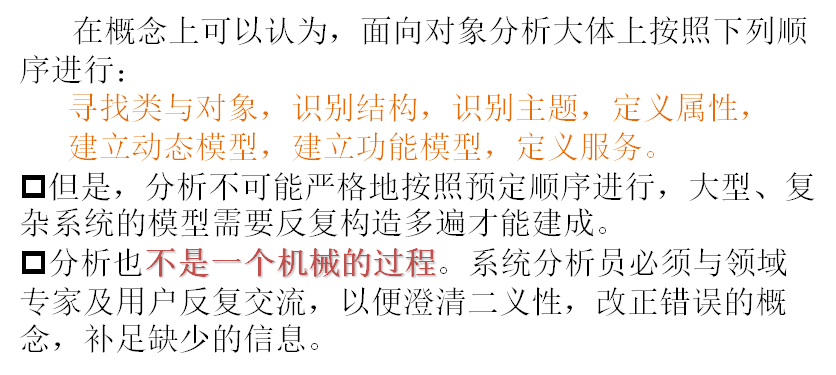 在概念上可以认为，面向对象分析大体上按照下列顺
序进行：
寻找类与对象，识别结构，识别主题，定义属性，
建立动态模型，建立功能模型，定义服务。
但是，分析不可能严格地按照预定顺序进行，大型、复
杂系统的模型需要反复构造多遍才能建成。
分析也不是一个机械的过程。系统分析员必须与领域
专家及用户反复交流，以便澄清二义性，改正错误的概
念，补足缺少的信息。